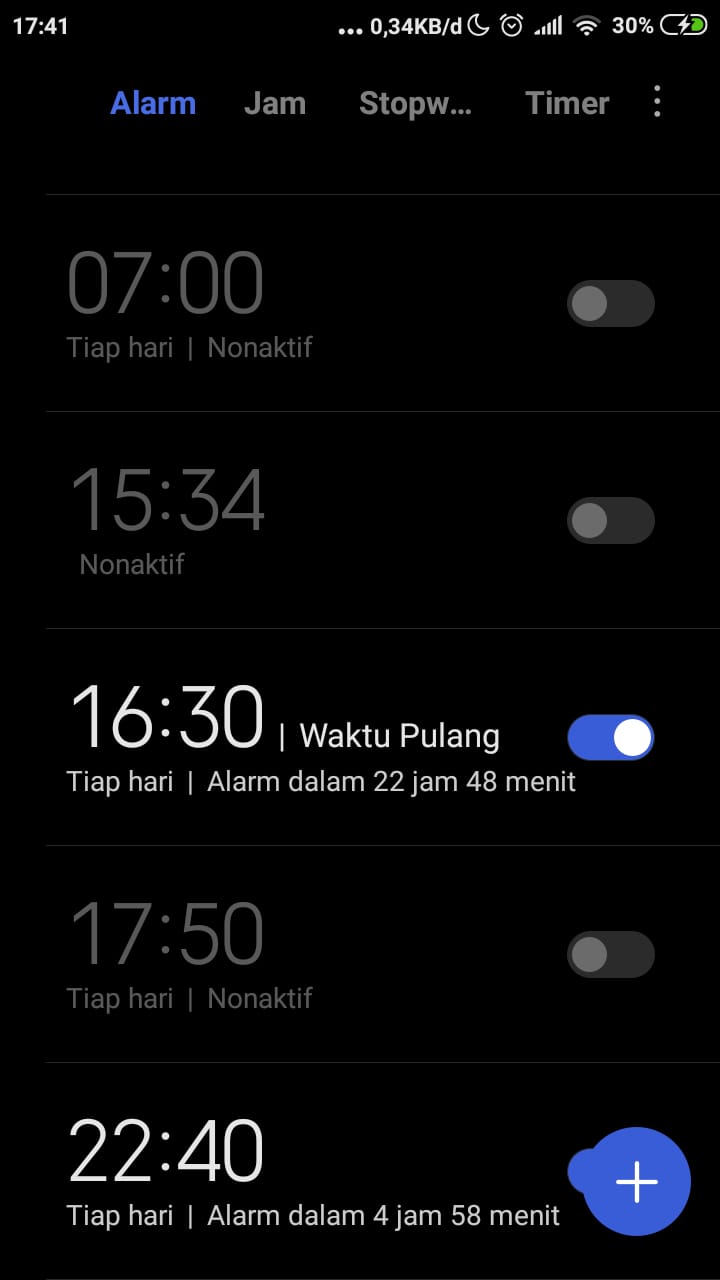 17:41 ... 0,34KB/d 30%
Alarm Jam Stopw... Timer
07:00
Tiap hari | Nonaktif
15:34
Nonaktif
16:30 | Waktu Pulang
Tiap hari | Alarm dalam 22 jam 48 menit
17:50
Tiap hari | Nonaktif
22:40
Tiap hari | Alarm dalam 4 jam 58 menit